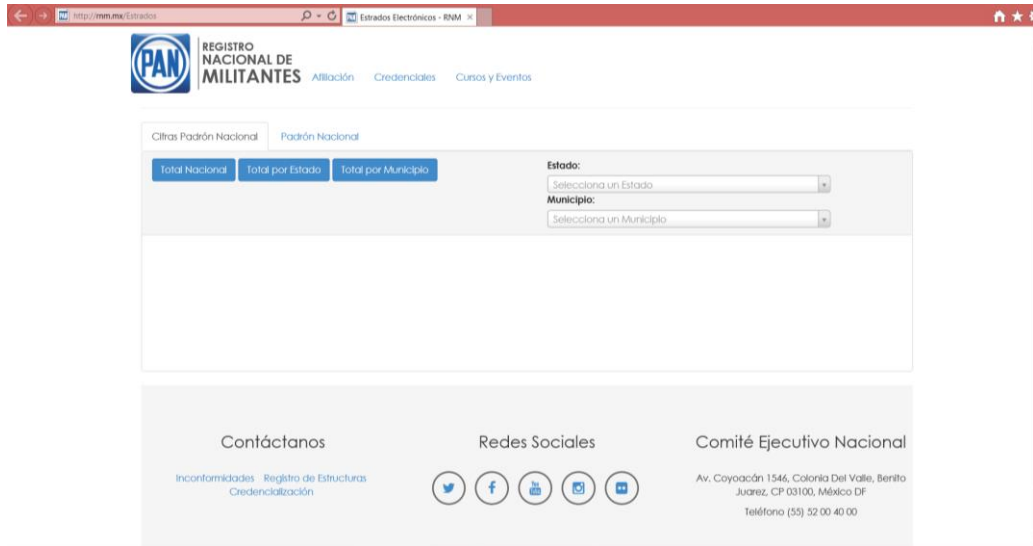 http://rnm.mx/Estrados
Estrados Electrónicos - RNM
PAN
REGISTRO
NACIONAL DE
MILITANTES
Afiliación Credenciales Cursos y Eventos
Cifras Padrón Nacional Padrón Nacional
Total Nacional Total por Estado Total por Municipio
Estado:
Selecciona un Estado
Municipio:
Selecciona un Municipio
Contáctanos
Inconformidades Registro de Estructuras
Credencialización
Redes Sociales
You Tube
Comité Ejecutivo Nacional
Av. Coyoacán 1546, Colonia Del Valle, Benito
Juarez, CP 03100, México DF
Teléfono (55) 52 00 40 00